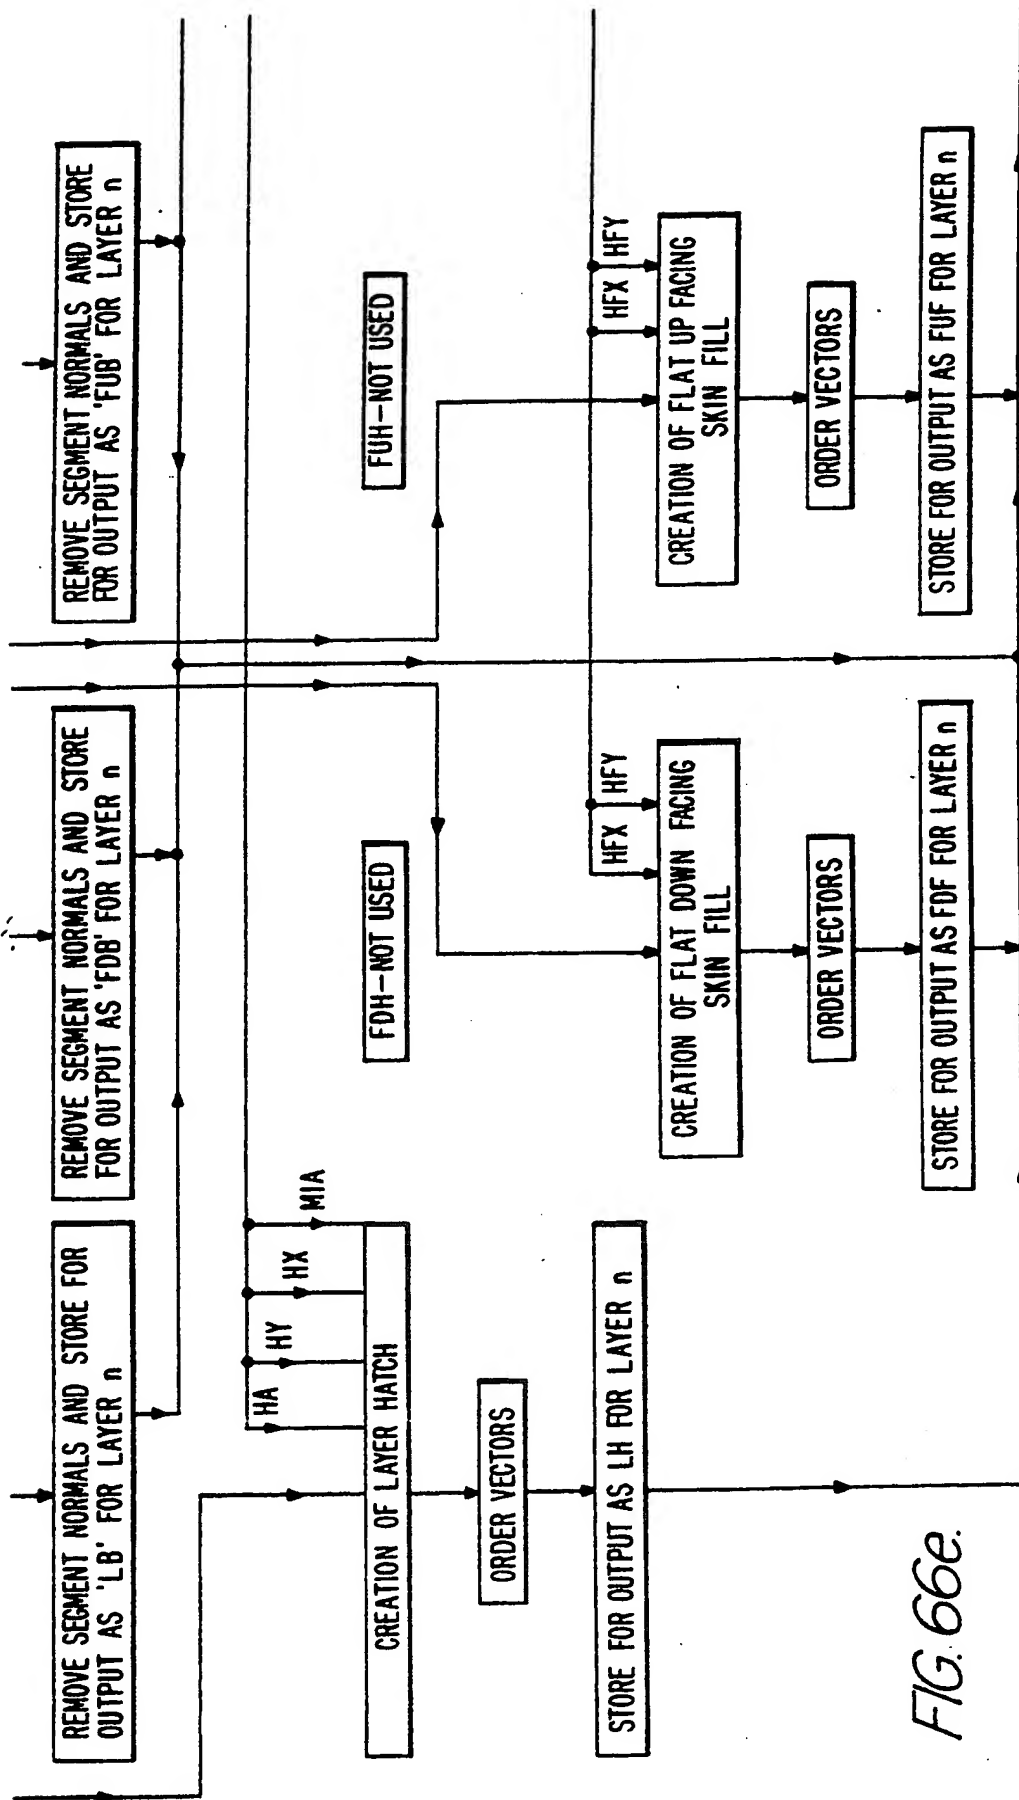 REMOVE SEGMENT NORMALS AND STORE FOR
OUTPUT AS 'LB' FOR LAYER n
REMOVE SEGMENT NORMALS AND STORE
FOR OUTPUT AS 'FDB' FOR LAYER n
REMOVE SEGMENT NORMALS AND STORE
FOR OUTPUT AS 'FUB' FOR LAYER n
HA
HY
HX
MIA
CREATION OF LAYER HATCH
FDH-NOT USED
FUH-NOT USED
ORDER VECTORS
STORE FOR OUTPUT AS LH FOR LAYER n
HFX
HFY
HFX
HFY
CREATION OF FLAT DOWN FACING
SKIN FILL
CREATION OF FLAT UP FACING
SKIN FILL
ORDER VECTORS
ORDER VECTORS
STORE FOR OUTPUT AS FDF FOR LAYER n
STORE FOR OUTPUT AS FUF FOR LAYER n
FIG. 66e.